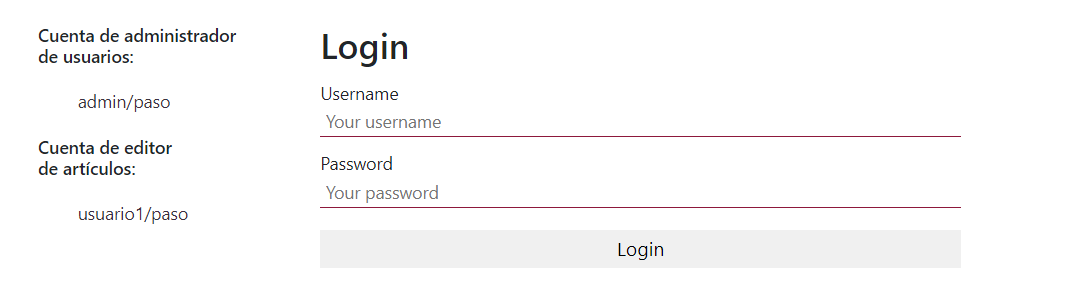 Cuenta de administrador
de usuarios:
admin/paso
Cuenta de editor
de artículos:
usuario1/paso
Login
Username
Your username
Password
Your password
Login